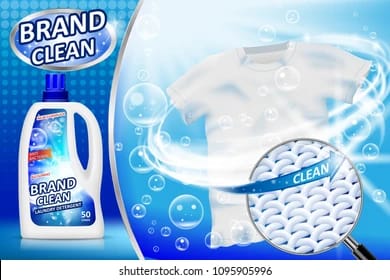 BRAND
CLEAN
BRAND
CLEAN
LAUNDRY DETERGENT
50
CLEAN
shutterstock.com · 1095905996